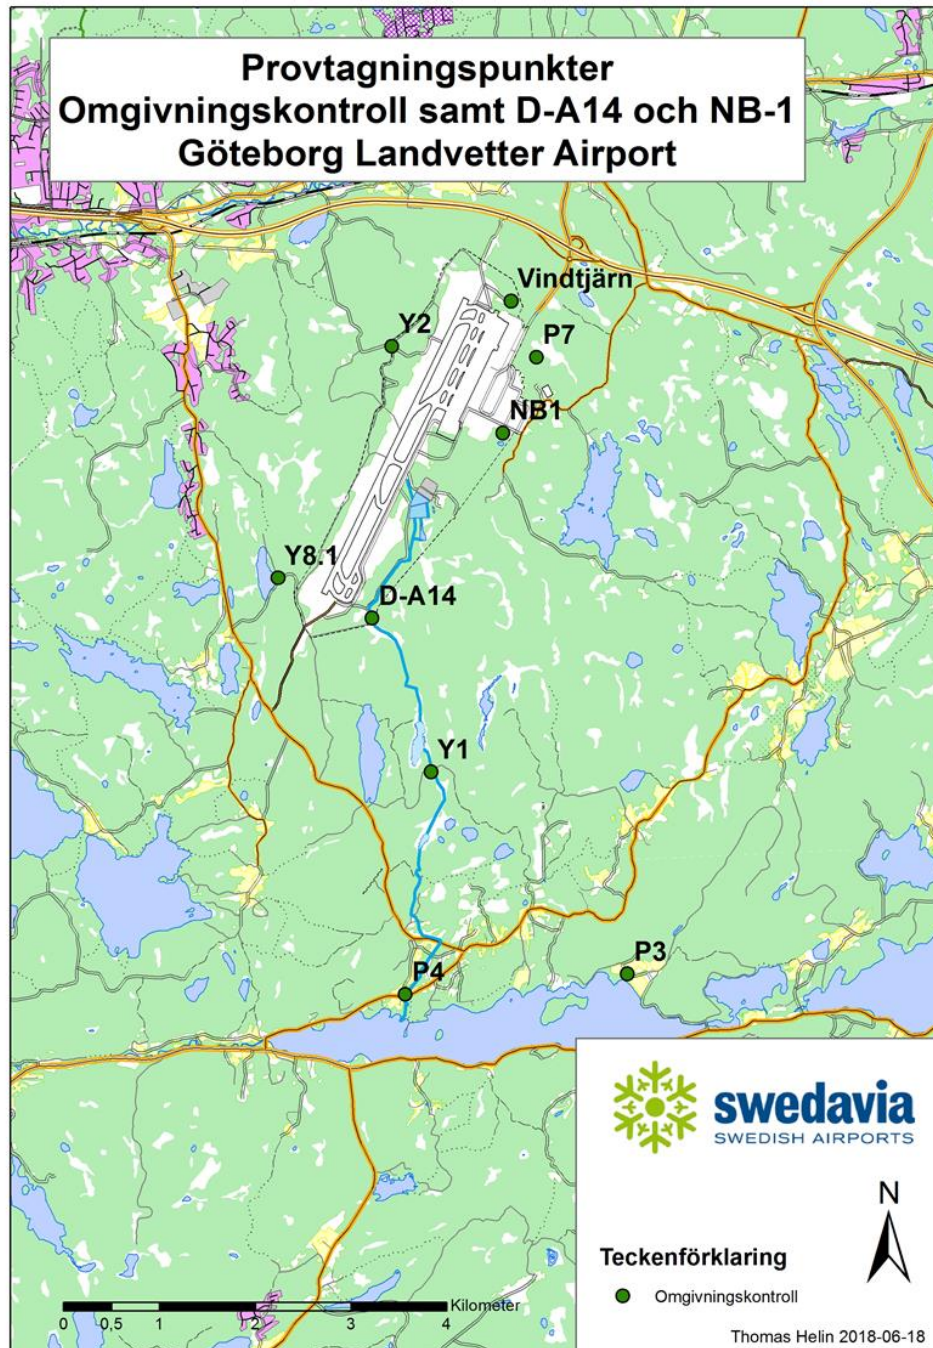 Provtagningspunkter
Omgivningskontroll samt D-A14 och NB-1
Göteborg Landvetter Airport
Vindtjärn
Y2
P7
NB1
Y8.1
D-A14
Y1
P3
P4
swedavia
SWEDISH AIRPORTS
N
Teckenförklaring
Omgivningskontroll
Kilometer
0 0,5 1 2 3 4
Thomas Helin 2018-06-18